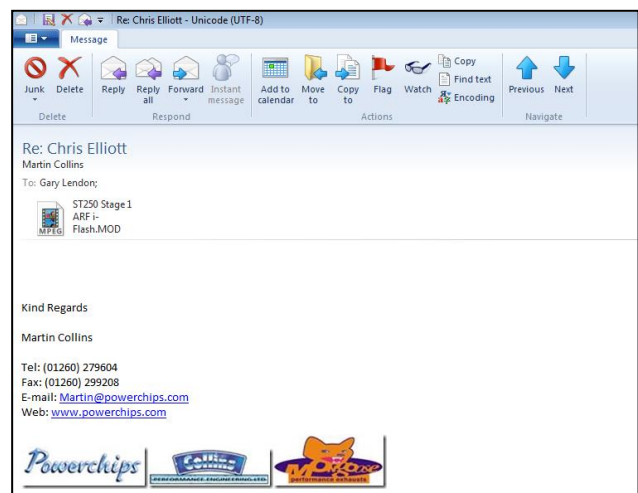 Re: Chris Elliott - Unicode (UTF-8)
Message
Junk Delete Reply Reply all Forward Instant message Add to calendar Move to Copy to Flag Watch Copy Find text Encoding Previous Next
Delete Respond Actions Navigate
Re: Chris Elliott
Martin Collins
To: Gary Lendon;
ST250 Stage 1
ARF i-
Flash.MOD
MPEG
Kind Regards
Martin Collins
Tel: (01260) 279604
Fax: (01260) 299208
E-mail: Martin@powerchips.com
Web: www.powerchips.com
Powerchips Collins Mongoose
PERFORMANCE ENGINEERING LTD performance exhausts